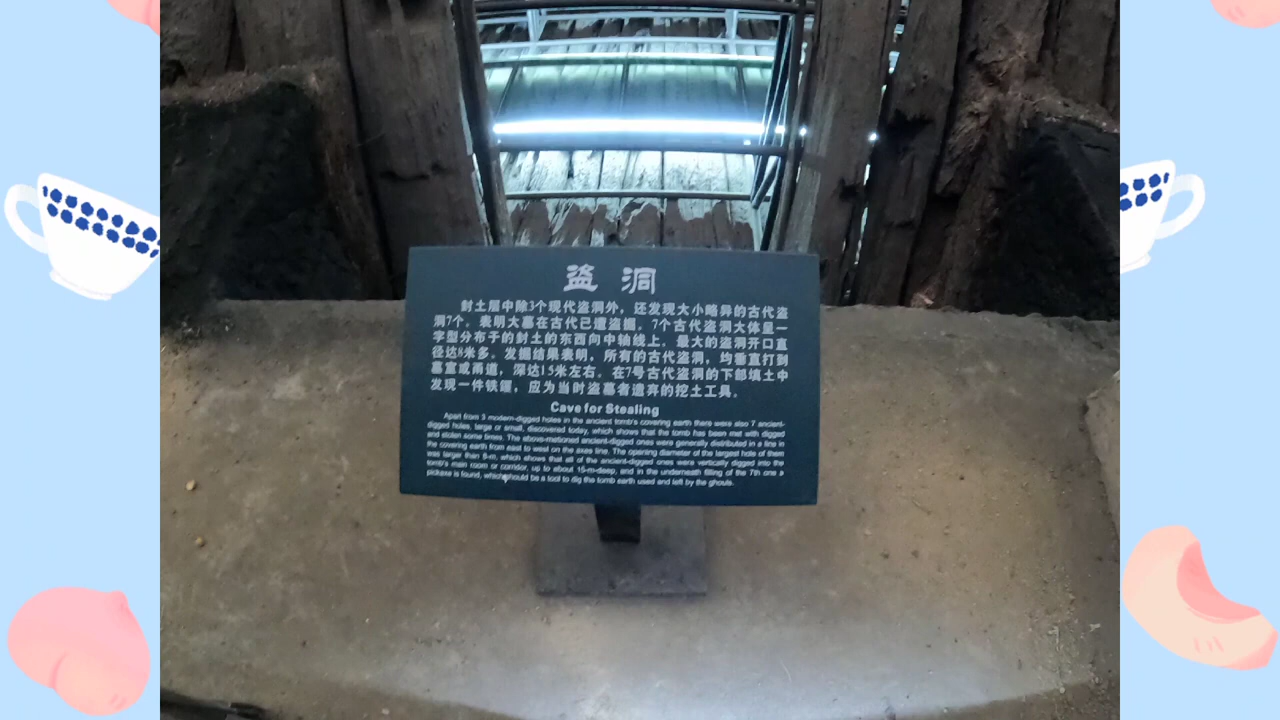 盗洞
封土层中除3个现代盗洞外，还发现大小略异的古代盗
洞7个。表明大墓在古代已遭盗掘。7个古代盗洞大体呈一
字型分布于的封土的东西向中轴线上。最大的盗洞开口直
径达8米多。发掘结果表明，所有的古代盗洞，均垂直打到
墓室或甬道，深达15米左右。在7号古代盗洞的下部填土中
发现一件铁䦆，应为当时盗墓者遗弃的挖土工具。
Cave for Stealing
Apart from 3 modern-digged holes in the ancient tomb's covering earth there were also 7 ancient-
digged holes, large or small, discovered today, which shows that the tomb has been met with digged
and stolen some times. The above-metioned ancient-digged ones were generally distributed in a line in
the covering earth from east to west on the axes line. The opening diameter of the largest hole of them
was larger than 8-m, which shows that all of the ancient-digged ones were vertically digged into the
tomb's main room or corridor, up to about 15-m-deep, and in the underneath filling of the 7th one a
pickaxe is found, which should be a tool to dig the tomb earth used and left by the ghouls.